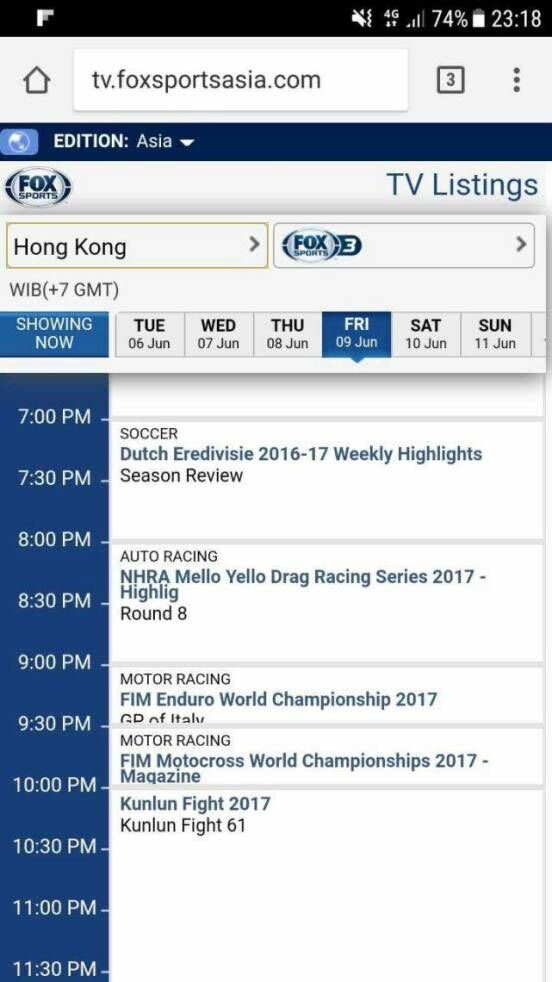 4G 74% 23:18
tv.foxsportsasia.com 3
EDITION: Asia
FOX SPORTS
TV Listings
Hong Kong
FOX SPORTS 3
WIB(+7 GMT)
SHOWING NOW
TUE
06 Jun
WED
07 Jun
THU
08 Jun
FRI
09 Jun
SAT
10 Jun
SUN
11 Jun
7:00 PM
SOCCER
Dutch Eredivisie 2016-17 Weekly Highlights
Season Review
7:30 PM
8:00 PM
AUTO RACING
NHRA Mello Yello Drag Racing Series 2017 -
Highlig
Round 8
8:30 PM
9:00 PM
MOTOR RACING
FIM Enduro World Championship 2017
GP of Italy
9:30 PM
MOTOR RACING
FIM Motocross World Championships 2017 -
Magazine
10:00 PM
Kunlun Fight 2017
Kunlun Fight 61
10:30 PM
11:00 PM
11:30 PM